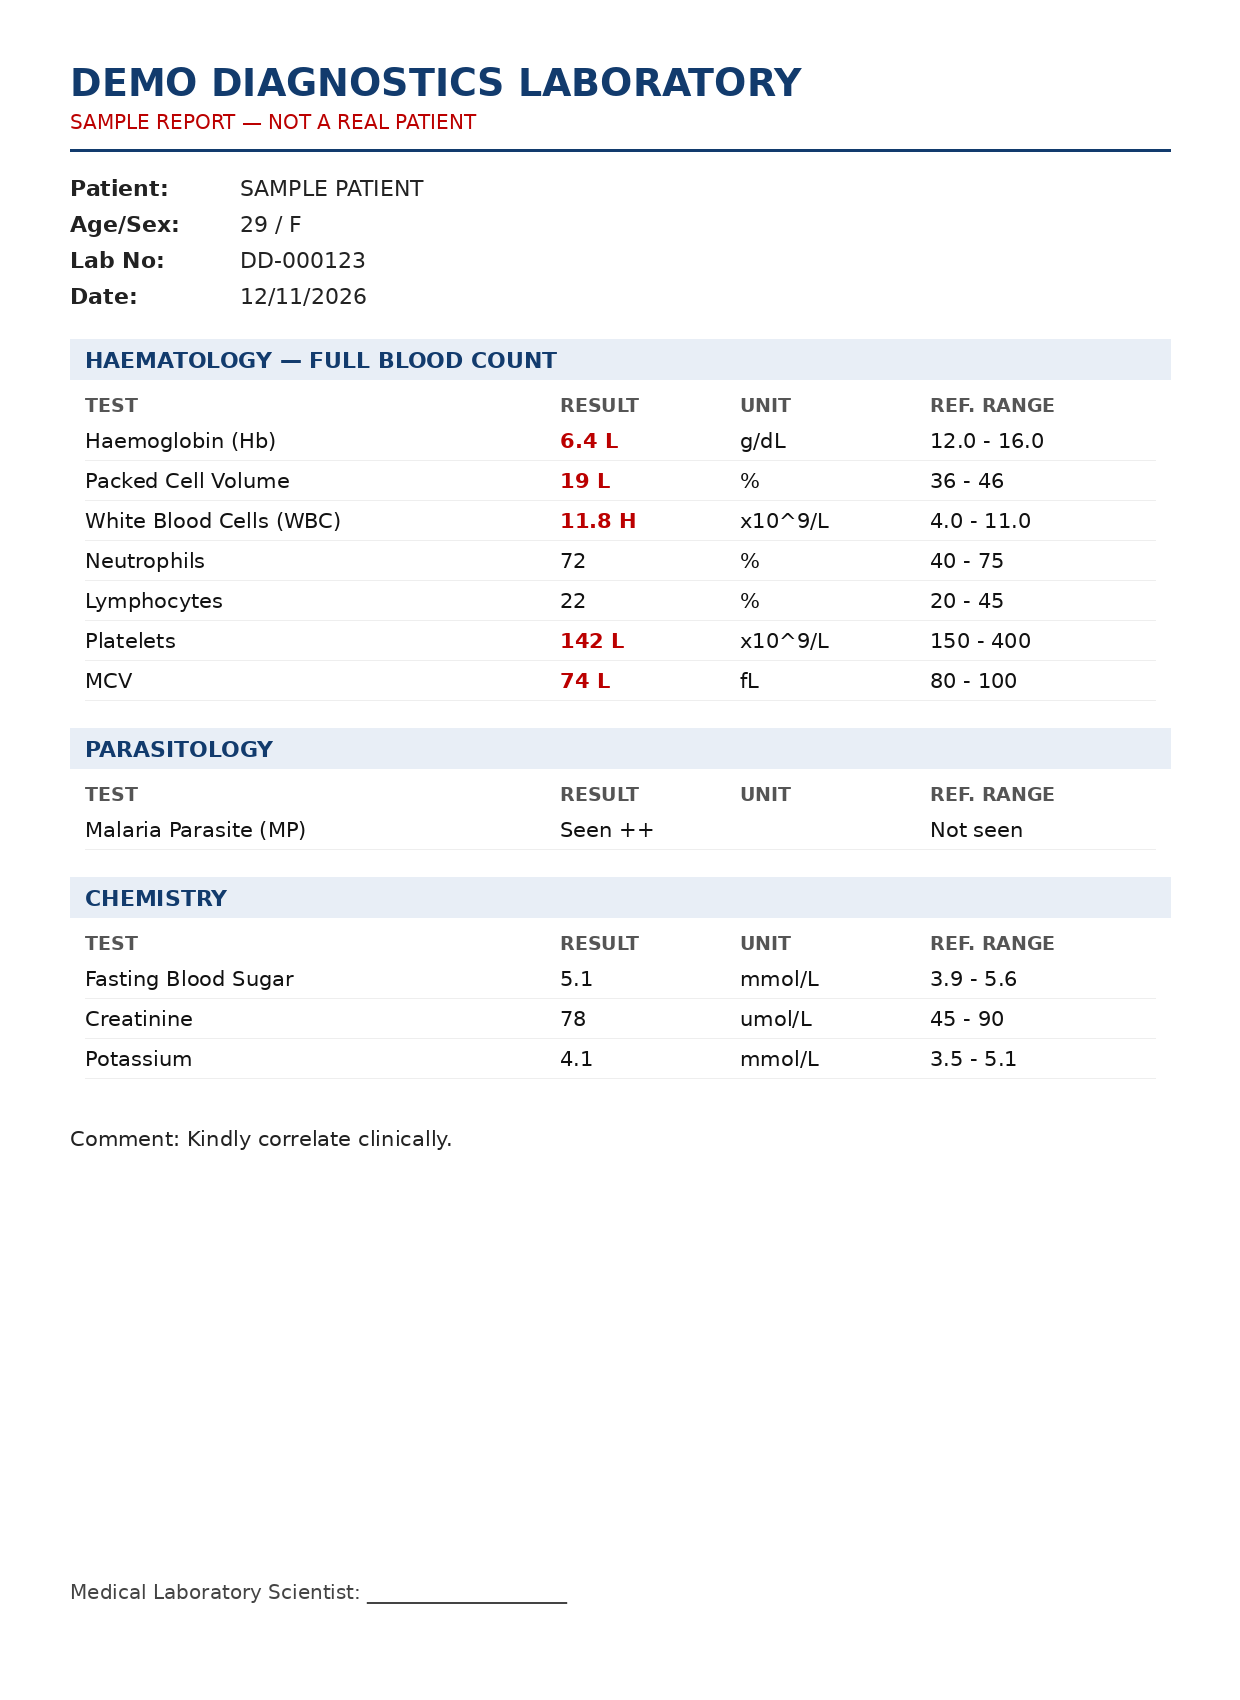 DEMO DIAGNOSTICS LABORATORY
SAMPLE REPORT — NOT A REAL PATIENT
Patient: SAMPLE PATIENT
Age/Sex: 29 / F
Lab No: DD-000123
Date: 12/11/2026
HAEMATOLOGY — FULL BLOOD COUNT
TEST RESULT UNIT REF. RANGE
Haemoglobin (Hb) 6.4 L g/dL 12.0 - 16.0
Packed Cell Volume 19 L % 36 - 46
White Blood Cells (WBC) 11.8 H x10^9/L 4.0 - 11.0
Neutrophils 72 % 40 - 75
Lymphocytes 22 % 20 - 45
Platelets 142 L x10^9/L 150 - 400
MCV 74 L fL 80 - 100
PARASITOLOGY
TEST RESULT UNIT REF. RANGE
Malaria Parasite (MP) Seen ++ Not seen
CHEMISTRY
TEST RESULT UNIT REF. RANGE
Fasting Blood Sugar 5.1 mmol/L 3.9 - 5.6
Creatinine 78 umol/L 45 - 90
Potassium 4.1 mmol/L 3.5 - 5.1
Comment: Kindly correlate clinically.
Medical Laboratory Scientist: ____________________